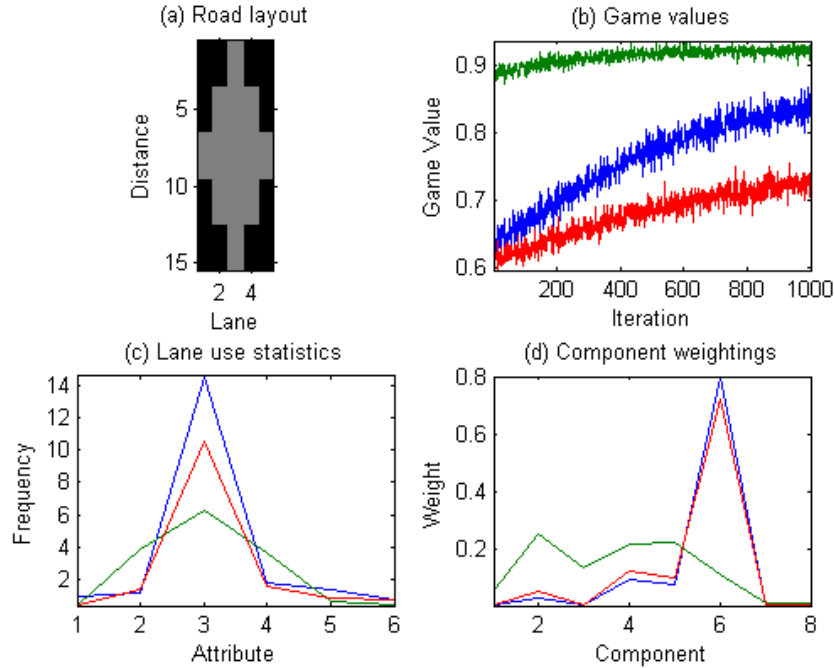 (a) Road layout
Distance
5
10
15
2 4
Lane
(b) Game values
Game Value
0.9
0.8
0.7
0.6
200 400 600 800 1000
Iteration
(c) Lane use statistics
Frequency
14
12
10
8
6
4
2
1 2 3 4 5 6
Attribute
(d) Component weightings
Weight
0.8
0.6
0.4
0.2
2 4 6 8
Component